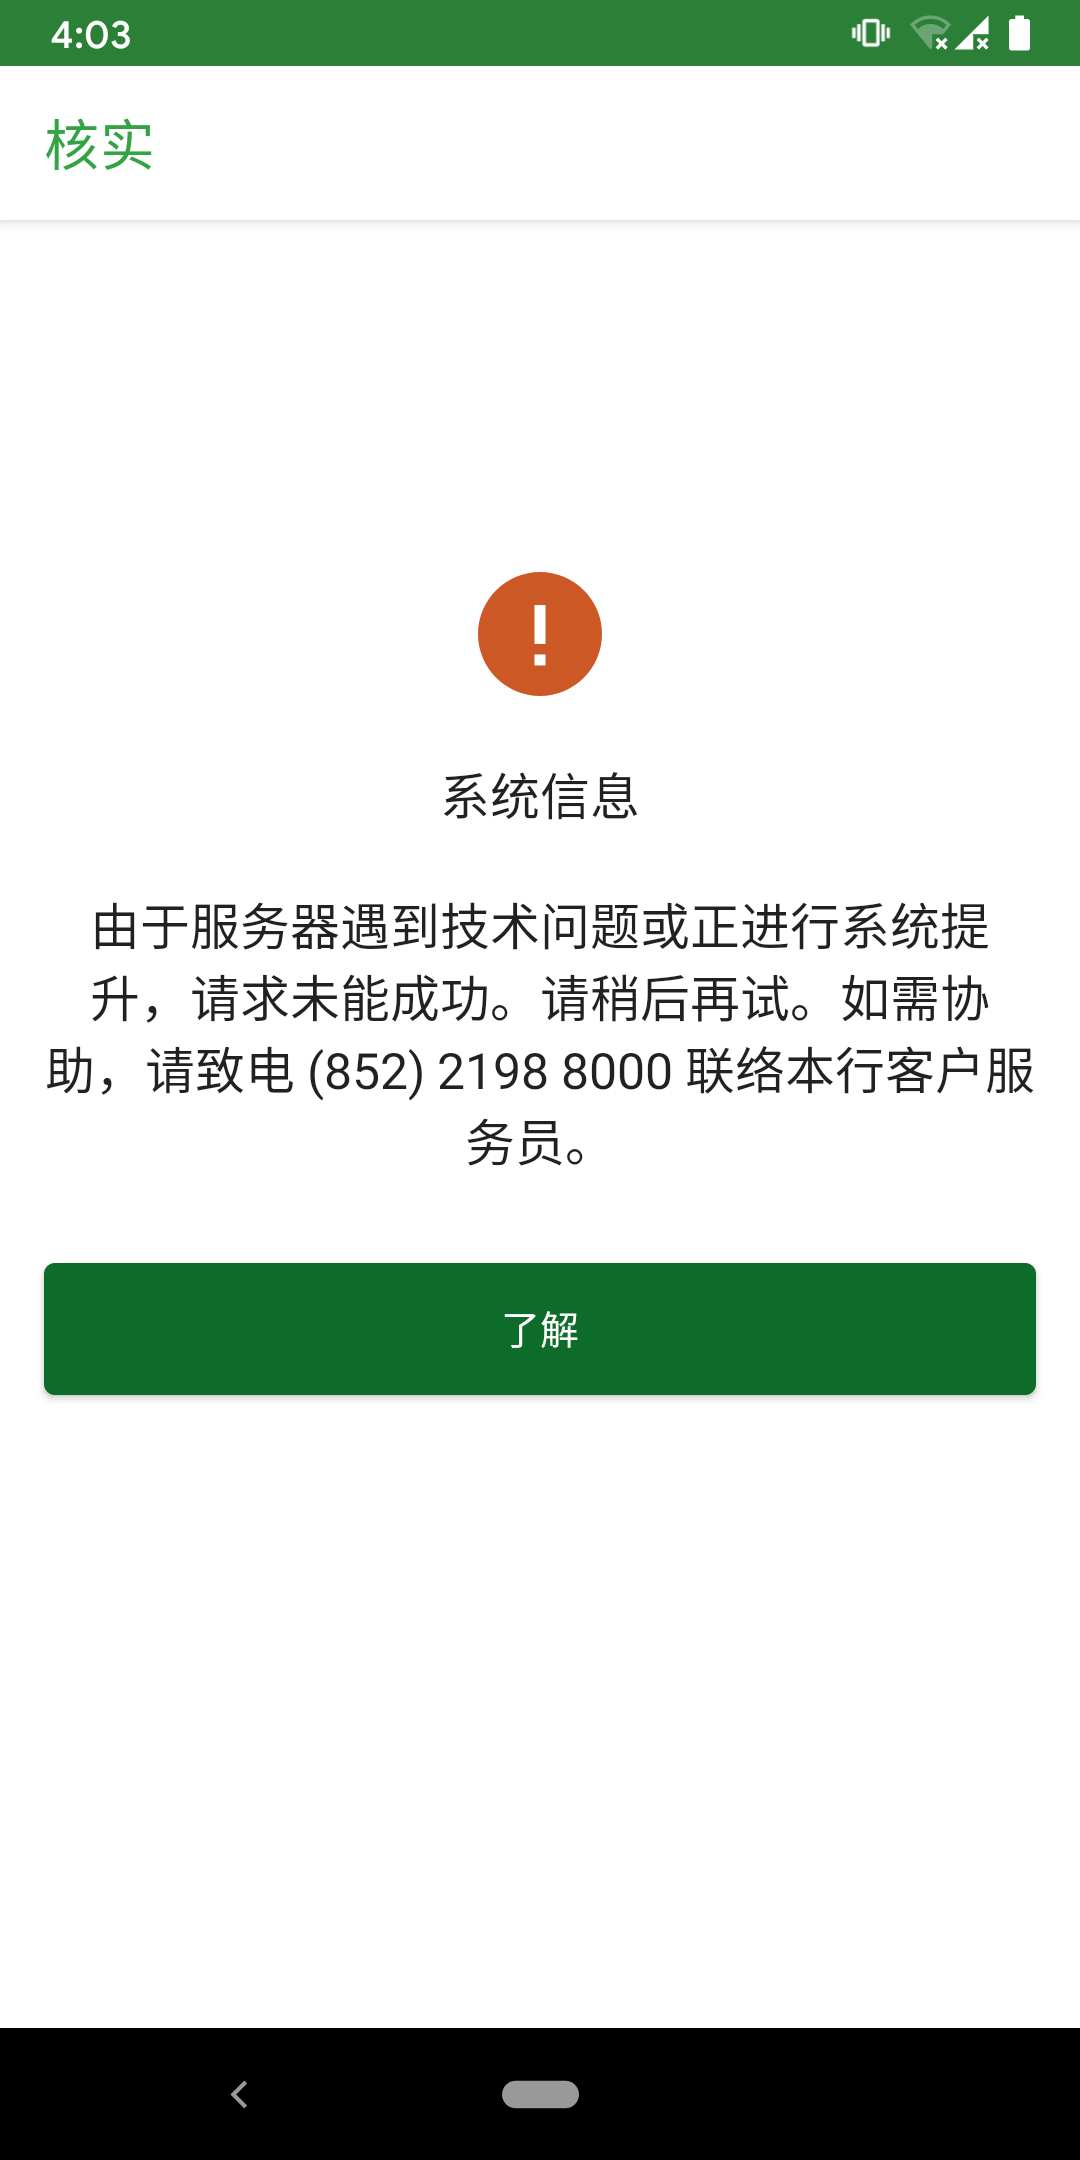 4:03
核实
系统信息
由于服务器遇到技术问题或正进行系统提
升，请求未能成功。请稍后再试。如需协
助，请致电 (852) 2198 8000 联络本行客户服
务员。
了解